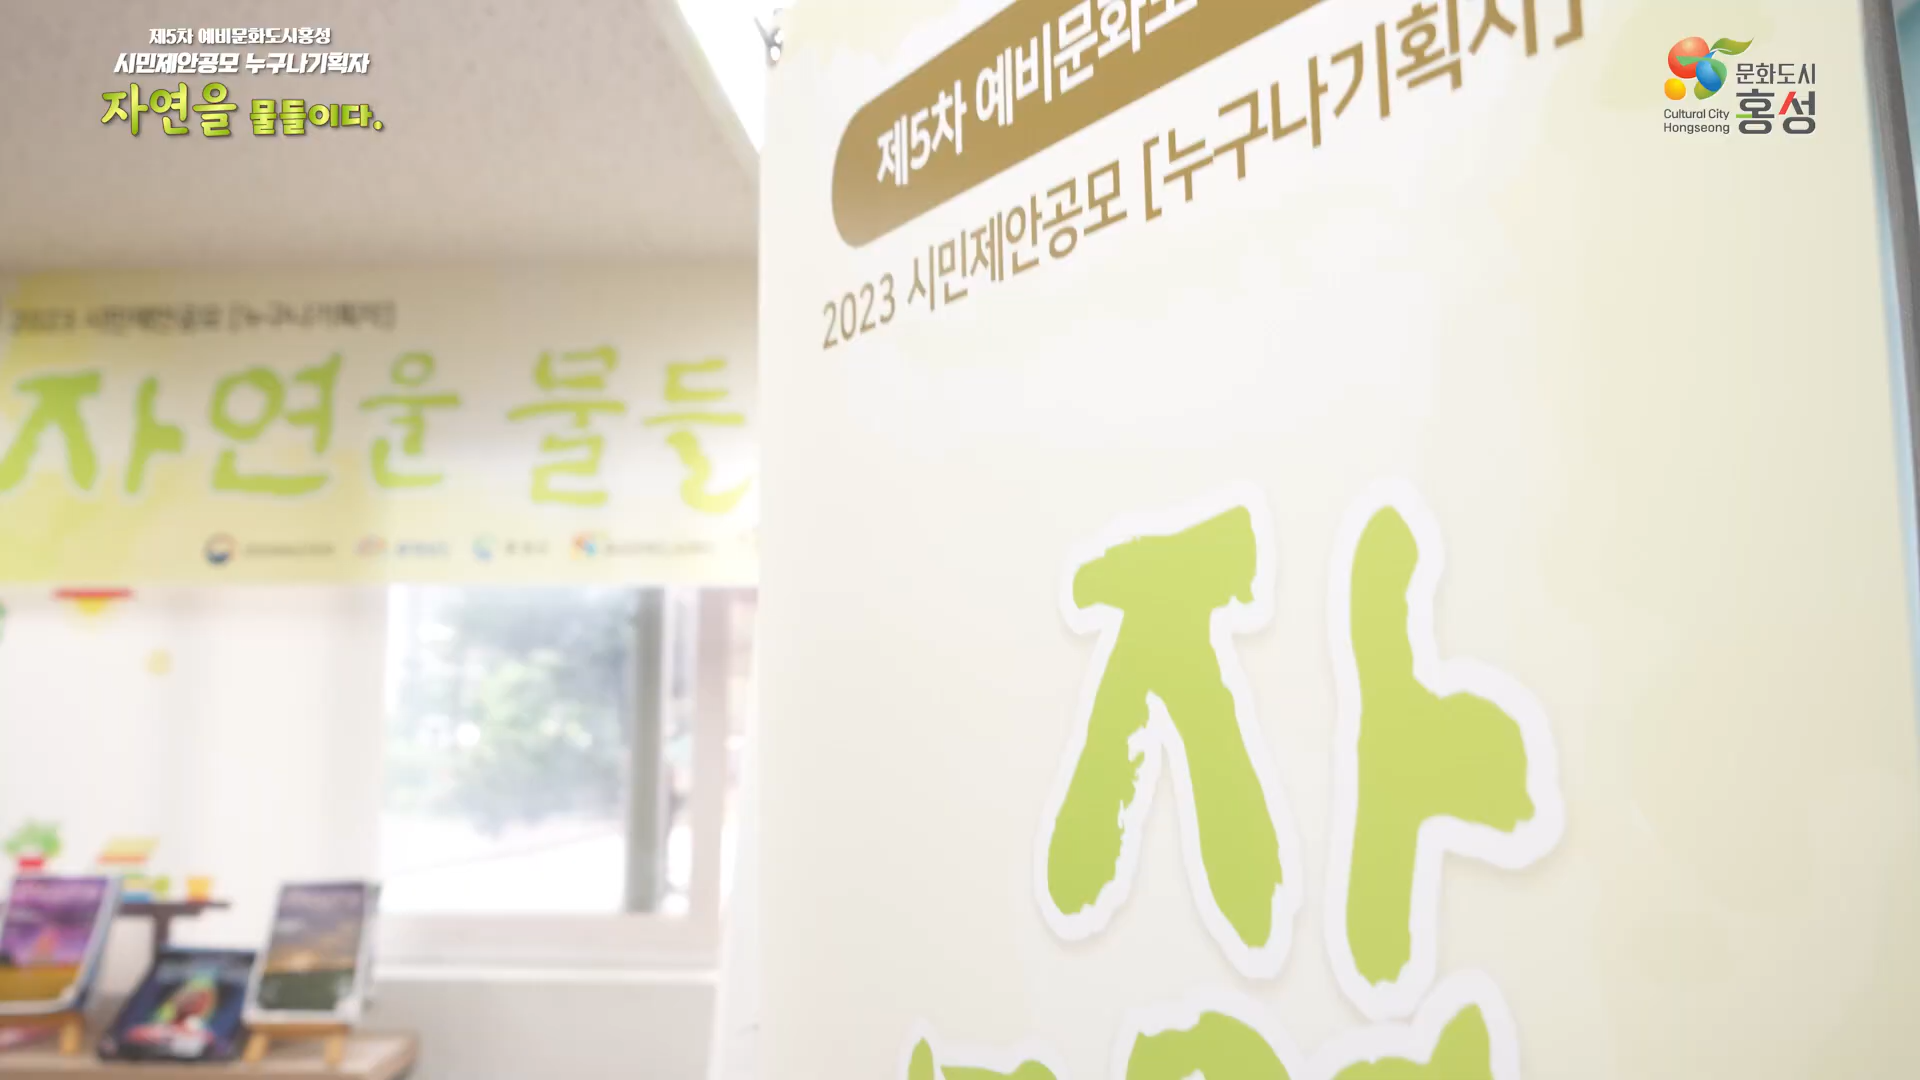 제5차 예비문화도시홍성
시민제안공모 누구나기획자
자연을 물들이다.
문화도시
홍성
Cultural City
Hongseong
제5차 예비문화도
2023 시민제안공모 [누구나기획자]
자
2023 시민제안공모 [누구나기획자]
자연을 물들